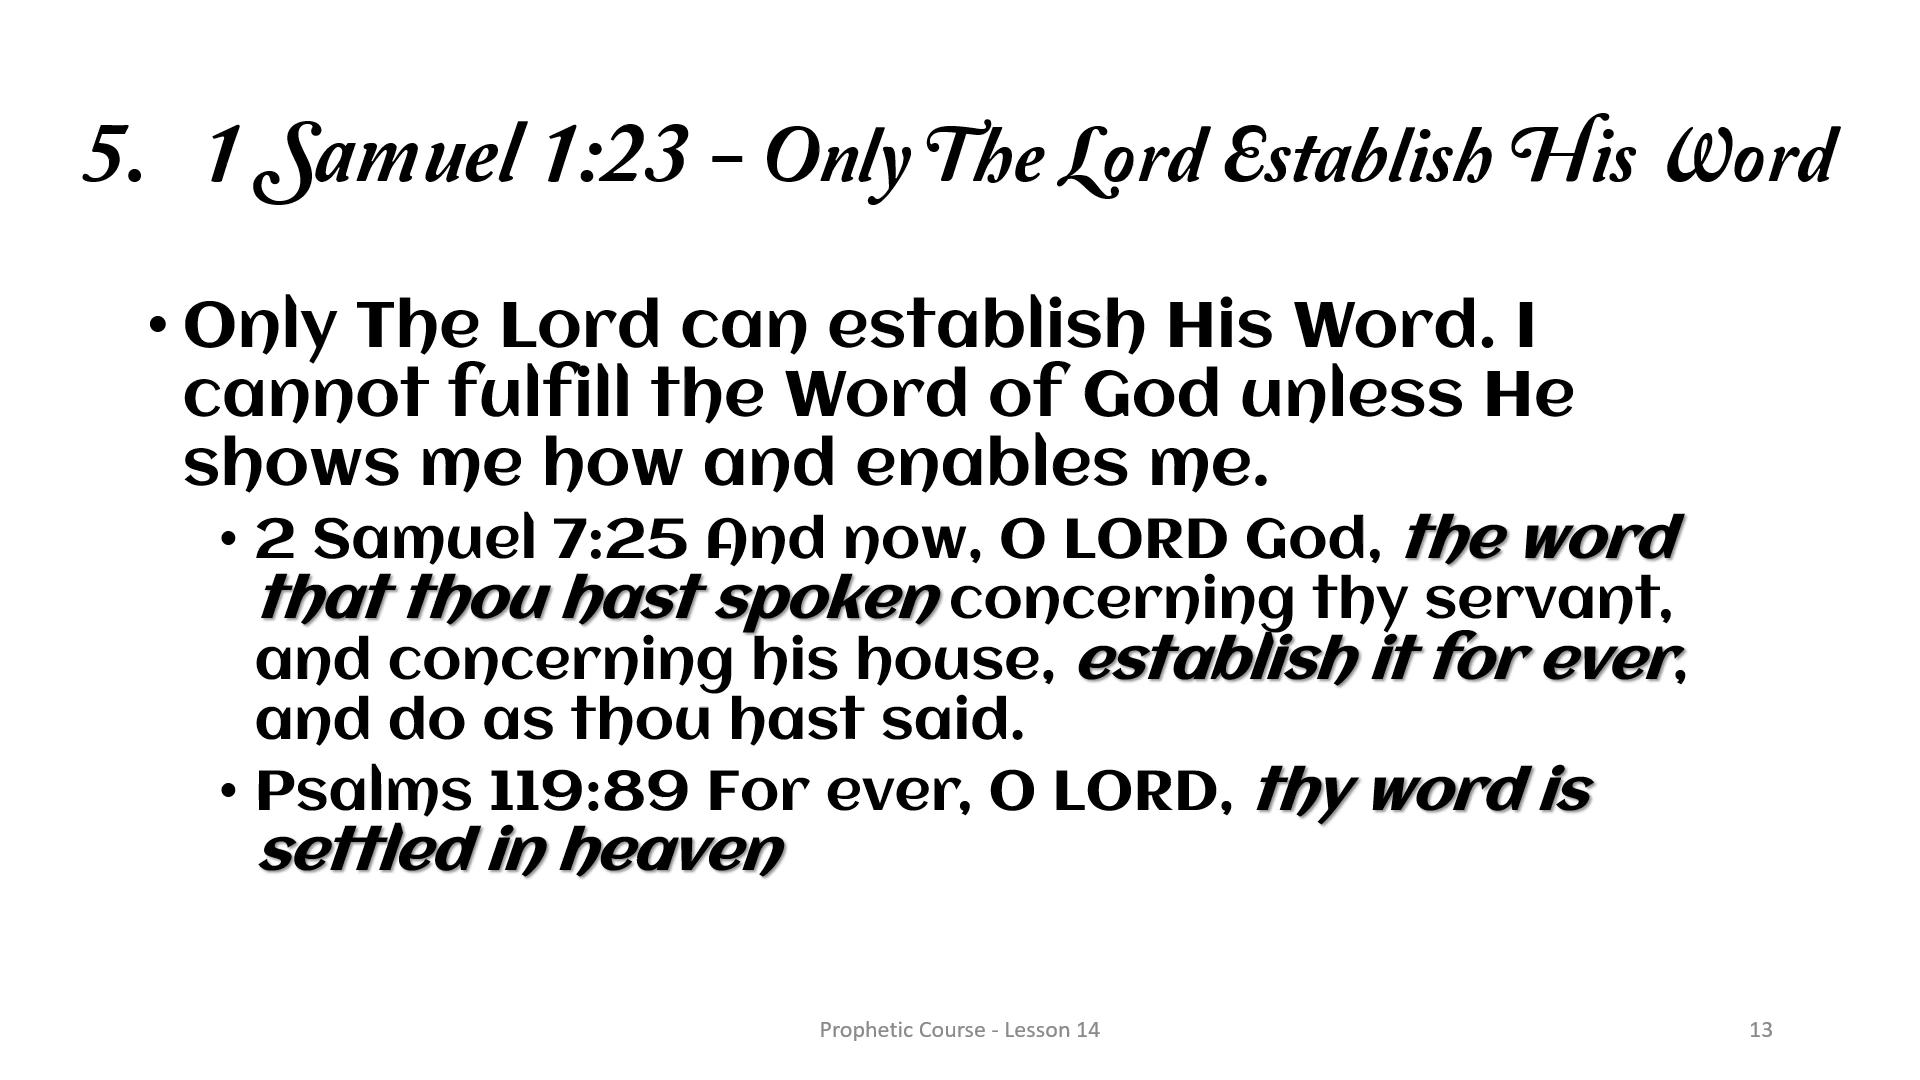 5. 1 Samuel 1:23 – Only The Lord Establish His Word
• Only The Lord can establish His Word. I
cannot fulfill the Word of God unless He
shows me how and enables me.
• 2 Samuel 7:25 And now, O LORD God, the word
that thou hast spoken concerning thy servant,
and concerning his house, establish it for ever,
and do as thou hast said.
• Psalms 119:89 For ever, O LORD, thy word is
settled in heaven
Prophetic Course - Lesson 14
13